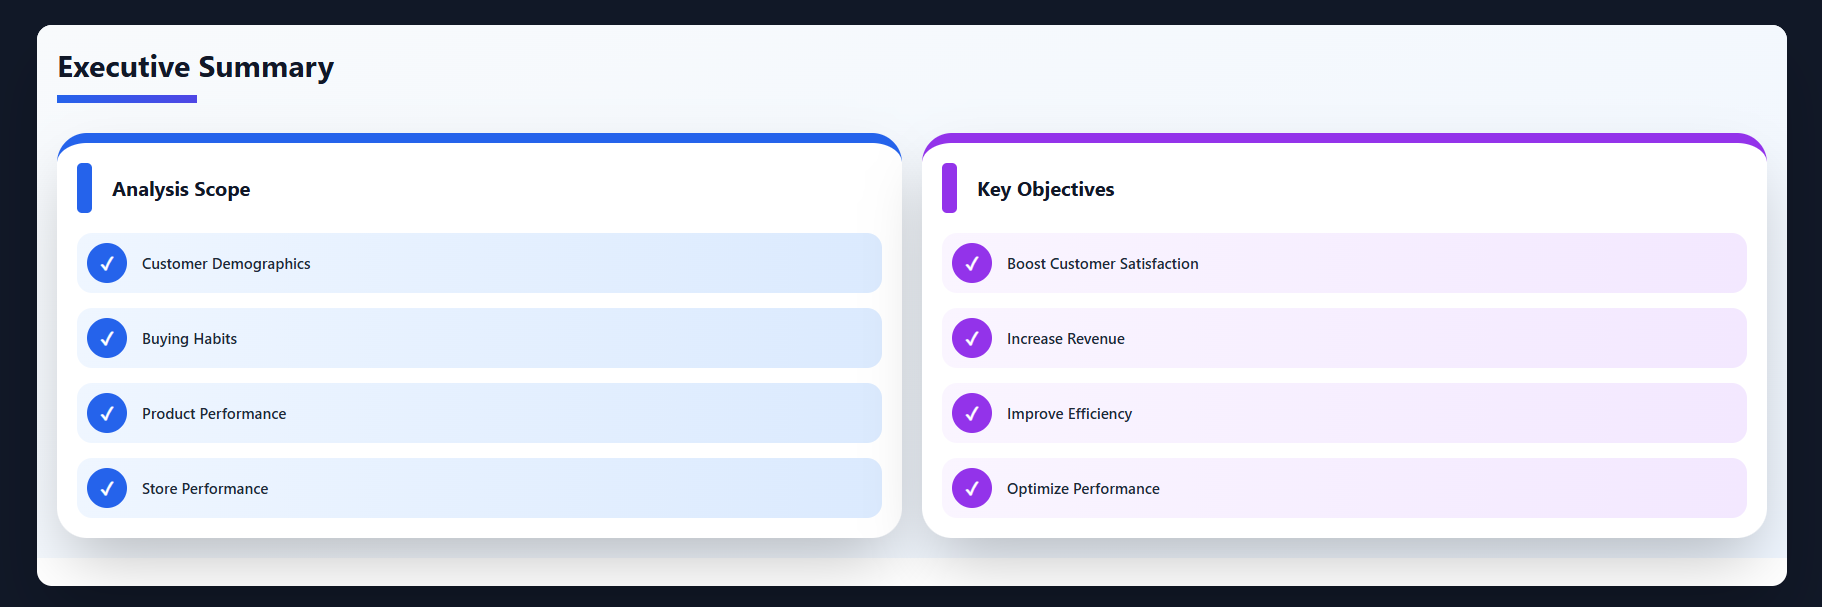 Executive Summary
Analysis Scope
Customer Demographics
Buying Habits
Product Performance
Store Performance
Key Objectives
Boost Customer Satisfaction
Increase Revenue
Improve Efficiency
Optimize Performance